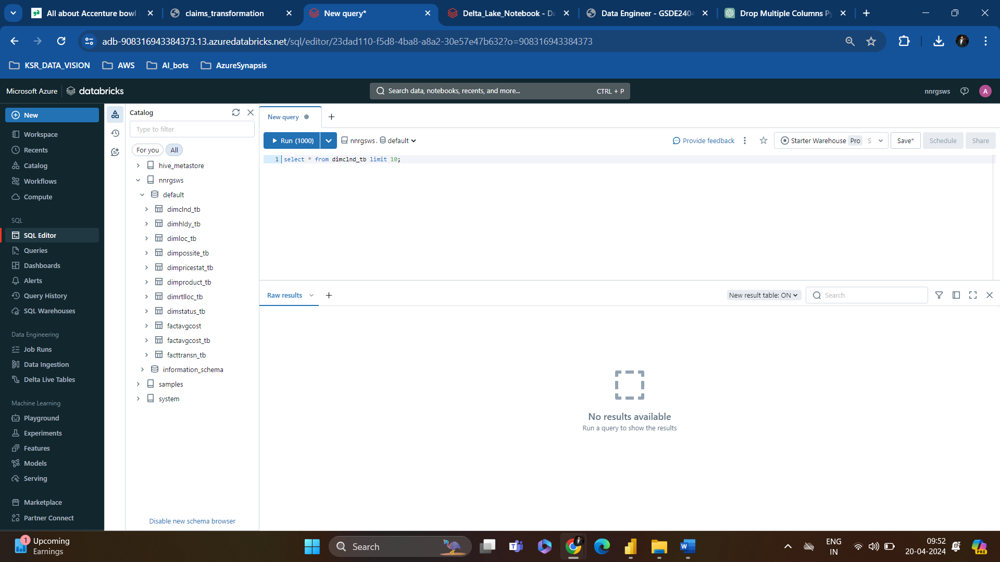 All about Accenture bowl
claims_transformation
New query*
Delta_Lake_Notebook - Da
Data Engineer - GSDE2404
Drop Multiple Columns Py
adb-908316943384373.13.azuredatabricks.net/sql/editor/23dad110-f5d8-4ba8-a8a2-30e57e47b632?o=908316943384373
KSR_DATA_VISION
AWS
AI_bots
AzureSynapsis
Microsoft Azure
databricks
Search data, notebooks, recents, and more...
CTRL + P
nnrgsws
A
New
Workspace
Recents
Catalog
Workflows
Compute
SQL
SQL Editor
Queries
Dashboards
Alerts
Query History
SQL Warehouses
Data Engineering
Job Runs
Data Ingestion
Delta Live Tables
Machine Learning
Playground
Experiments
Features
Models
Serving
Marketplace
Partner Connect
Catalog
Type to filter
For you
All
hive_metastore
nnrgsws
default
dimclnd_tb
dimhldy_tb
dimloc_tb
dimpossite_tb
dimpricestat_tb
dimproduct_tb
dimrtlloc_tb
dimstatus_tb
factavgcost
factavgcost_tb
facttransn_tb
information_schema
samples
system
Disable new schema browser
New query
Run (1000)
nnrgsws.
default
Provide feedback
Starter Warehouse
Pro
S
Save*
Schedule
Share
1 select * from dimclnd_tb limit 10;
Raw results
New result table: ON
Search
No results available
Run a query to show the results
1
Upcoming
Earnings
Search
ENG
IN
09:52
20-04-2024
PRE